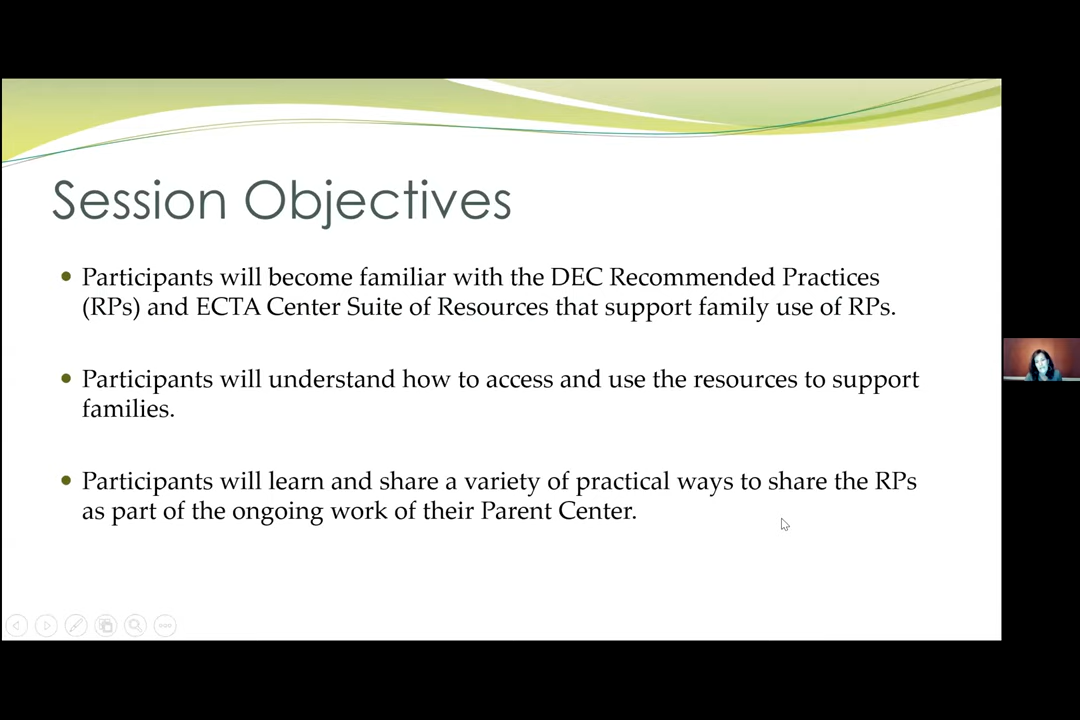 Session Objectives
• Participants will become familiar with the DEC Recommended Practices
(RPs) and ECTA Center Suite of Resources that support family use of RPs.
• Participants will understand how to access and use the resources to support
families.
• Participants will learn and share a variety of practical ways to share the RPs
as part of the ongoing work of their Parent Center.